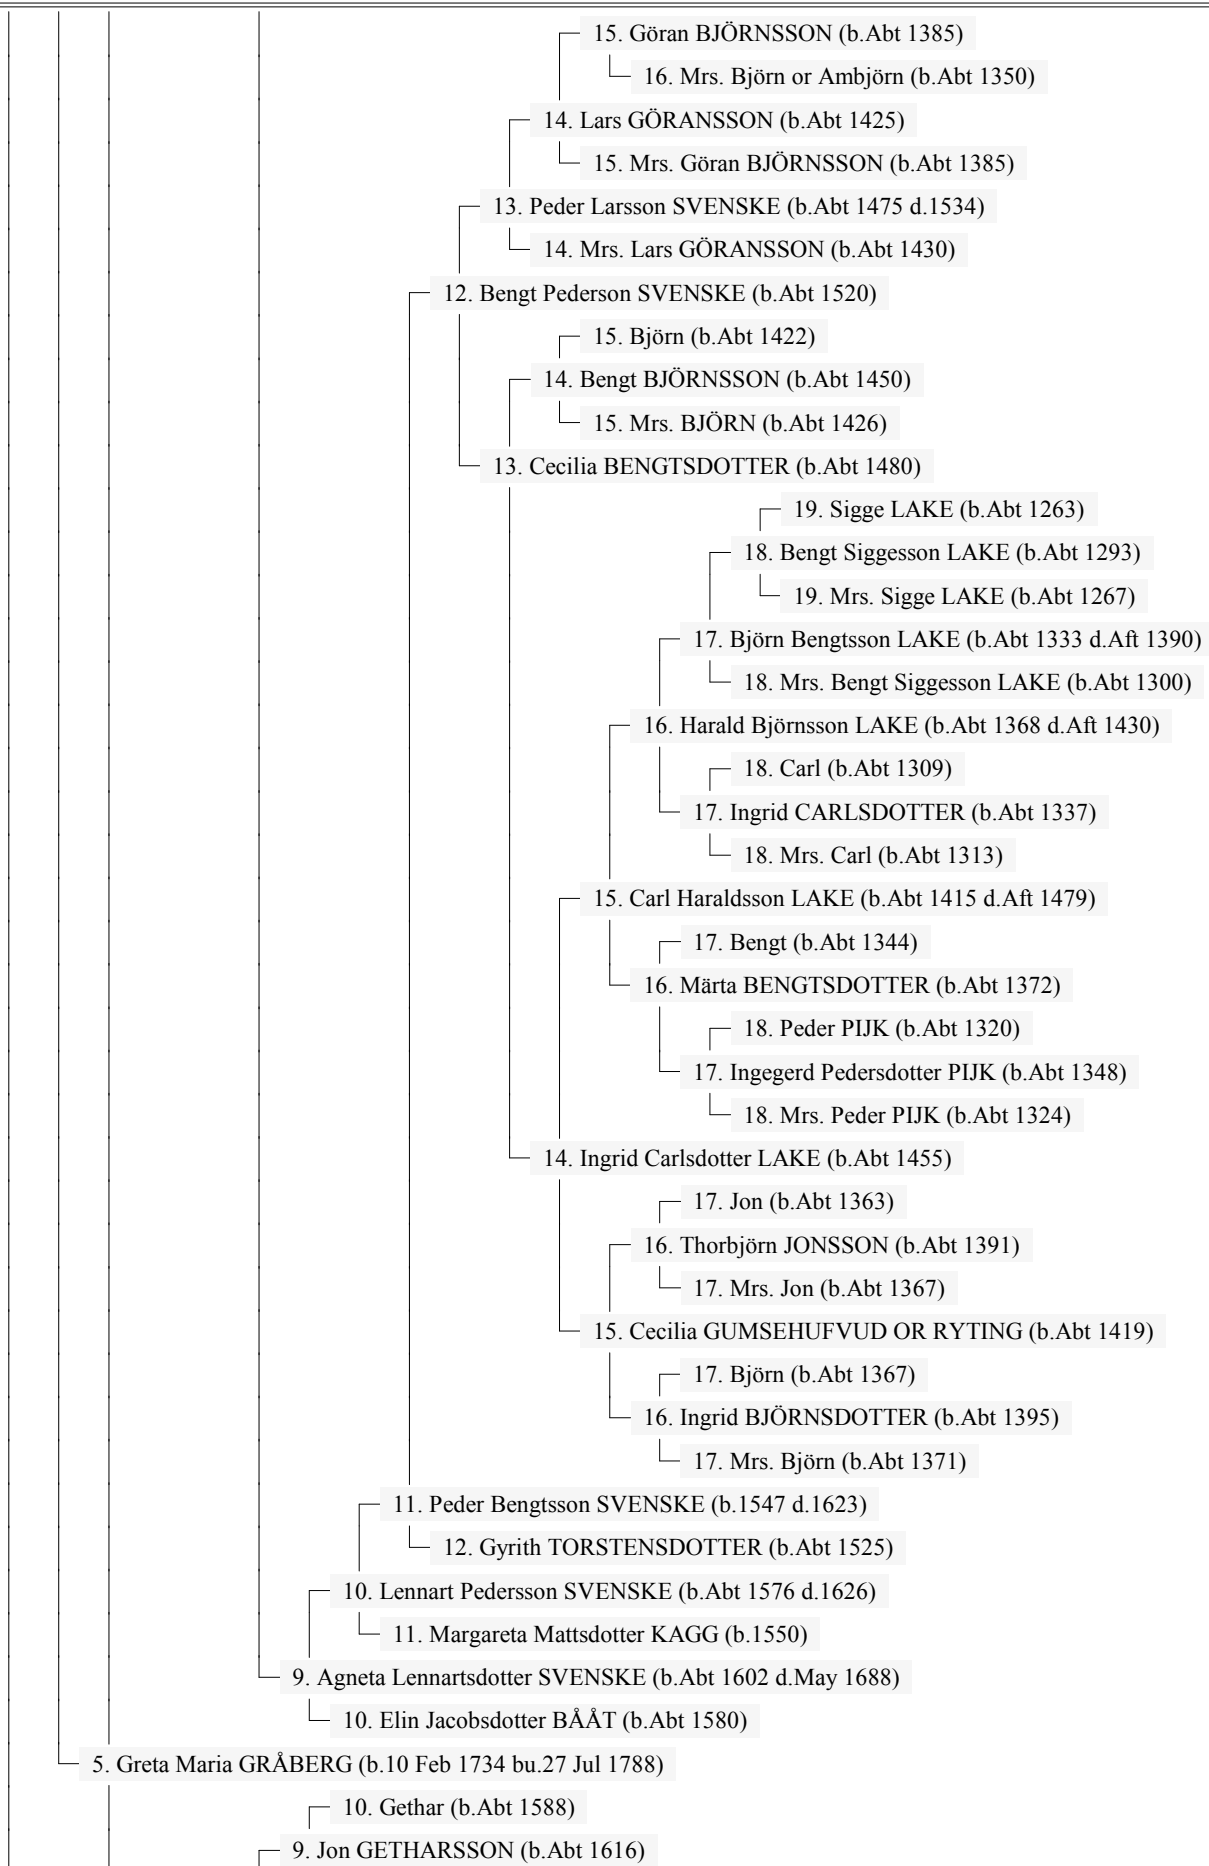 15. Göran BJÖRNSSON (b.Abt 1385)
16. Mrs. Björn or Ambjörn (b.Abt 1350)
14. Lars GÖRANSSON (b.Abt 1425)
15. Mrs. Göran BJÖRNSSON (b.Abt 1385)
13. Peder Larsson SVENSKE (b.Abt 1475 d.1534)
14. Mrs. Lars GÖRANSSON (b.Abt 1430)
12. Bengt Pederson SVENSKE (b.Abt 1520)
15. Björn (b.Abt 1422)
14. Bengt BJÖRNSSON (b.Abt 1450)
15. Mrs. BJÖRN (b.Abt 1426)
13. Cecilia BENGTSDOTTER (b.Abt 1480)
19. Sigge LAKE (b.Abt 1263)
18. Bengt Siggesson LAKE (b.Abt 1293)
19. Mrs. Sigge LAKE (b.Abt 1267)
17. Björn Bengtsson LAKE (b.Abt 1333 d.Aft 1390)
18. Mrs. Bengt Siggesson LAKE (b.Abt 1300)
16. Harald Björnsson LAKE (b.Abt 1368 d.Aft 1430)
18. Carl (b.Abt 1309)
17. Ingrid CARLSDOTTER (b.Abt 1337)
18. Mrs. Carl (b.Abt 1313)
15. Carl Haraldsson LAKE (b.Abt 1415 d.Aft 1479)
17. Bengt (b.Abt 1344)
16. Märta BENGTSDOTTER (b.Abt 1372)
18. Peder PIJK (b.Abt 1320)
17. Ingegerd Pedersdotter PIJK (b.Abt 1348)
18. Mrs. Peder PIJK (b.Abt 1324)
14. Ingrid Carlsdotter LAKE (b.Abt 1455)
17. Jon (b.Abt 1363)
16. Thorbjörn JONSSON (b.Abt 1391)
17. Mrs. Jon (b.Abt 1367)
15. Cecilia GUMSEHUFVUD OR RYTING (b.Abt 1419)
17. Björn (b.Abt 1367)
16. Ingrid BJÖRNSDOTTER (b.Abt 1395)
17. Mrs. Björn (b.Abt 1371)
11. Peder Bengtsson SVENSKE (b.1547 d.1623)
12. Gyrith TORSTENSDOTTER (b.Abt 1525)
10. Lennart Pedersson SVENSKE (b.Abt 1576 d.1626)
11. Margareta Mattsdotter KAGG (b.1550)
9. Agneta Lennartsdotter SVENSKE (b.Abt 1602 d.May 1688)
10. Elin Jacobsdotter BÅÅT (b.Abt 1580)
5. Greta Maria GRÅBERG (b.10 Feb 1734 bu.27 Jul 1788)
10. Gethar (b.Abt 1588)
9. Jon GETHARSSON (b.Abt 1616)